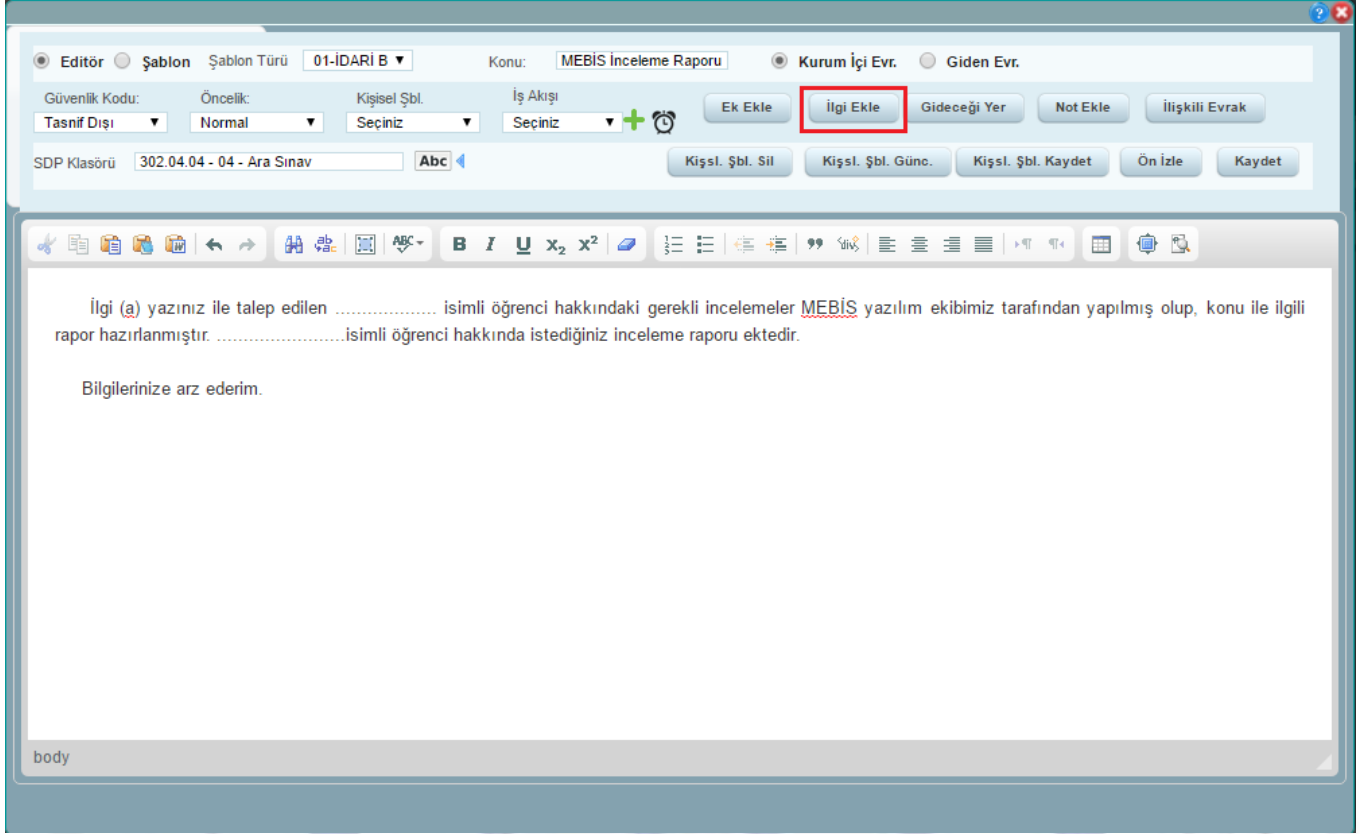 Editör Şablon Şablon Türü 01-İDARİ B Konu: MEBİS İnceleme Raporu Kurum İçi Evr. Giden Evr.
Güvenlik Kodu: Öncelik: Kişisel Şbl. İş Akışı
Tasnif Dışı Normal Seçiniz Seçiniz Ek Ekle İlgi Ekle Gideceği Yer Not Ekle İlişkili Evrak
SDP Klasörü 302.04.04 - 04 - Ara Sınav Abc Kişsl. Şbl. Sil Kişsl. Şbl. Günc. Kişsl. Şbl. Kaydet Ön İzle Kaydet
İlgi (a) yazınız ile talep edilen ................... isimli öğrenci hakkındaki gerekli incelemeler MEBİS yazılım ekibimiz tarafından yapılmış olup, konu ile ilgili
rapor hazırlanmıştır. ........................isimli öğrenci hakkında istediğiniz inceleme raporu ektedir.
Bilgilerinize arz ederim.
body